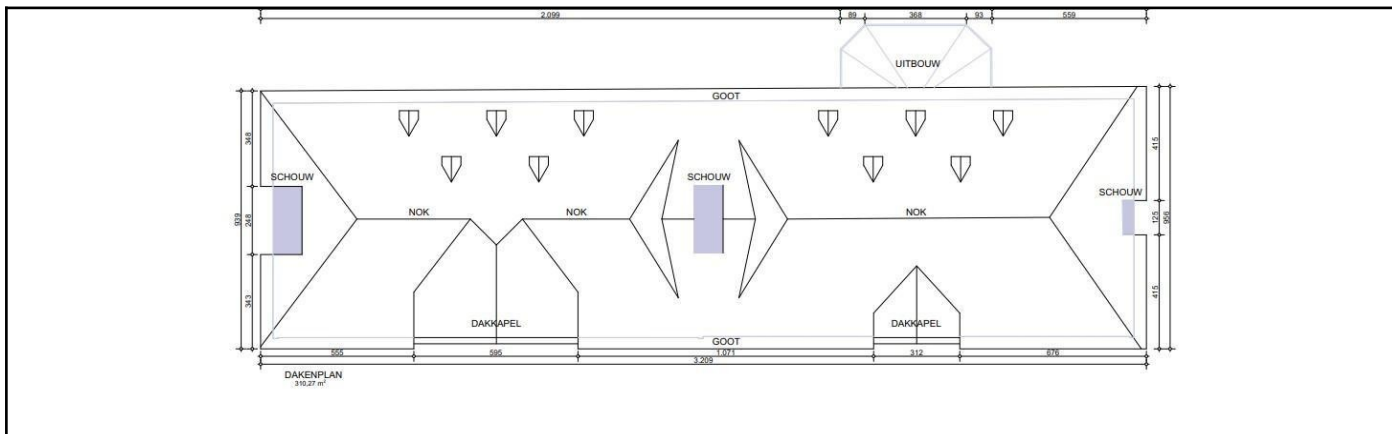 2.099 89 368 93 559
UITBOUW
GOOT
348
415
SCHOUW SCHOUW
SCHOUW
939 248 NOK NOK NOK 125 956
343
415
DAKKAPEL DAKKAPEL
GOOT
555 595 1.071 312 676
3.209
DAKENPLAN
310,27 m²